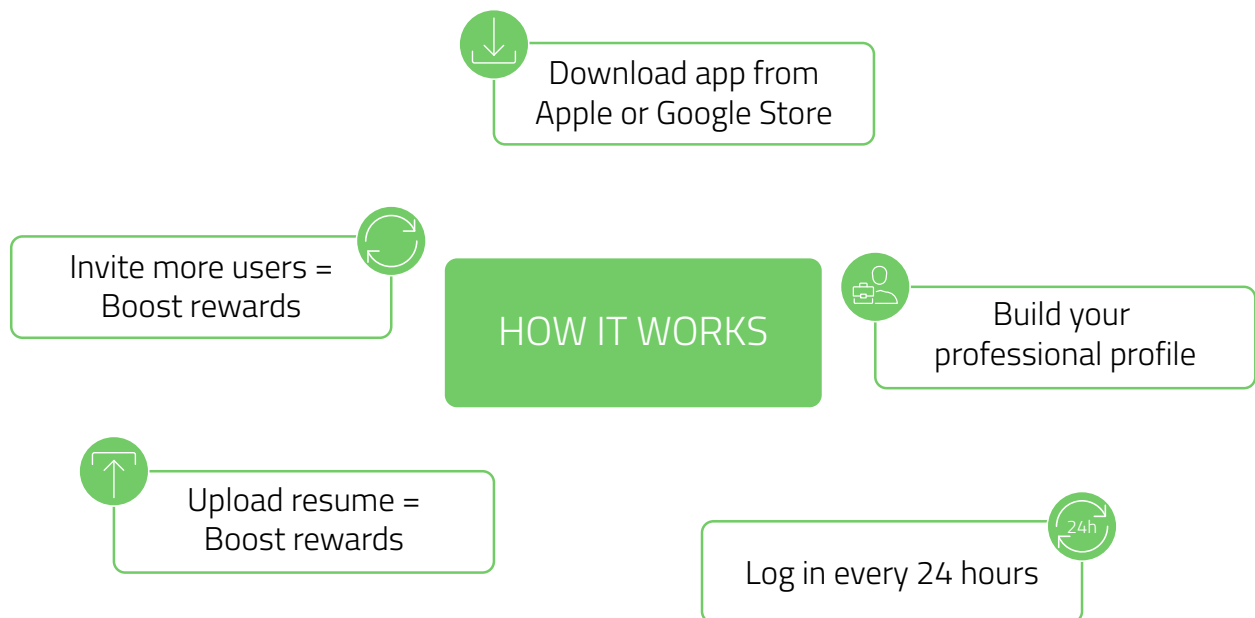 Download app from
Apple or Google Store
Invite more users =
Boost rewards
HOW IT WORKS
Build your
professional profile
Upload resume =
Boost rewards
24h
Log in every 24 hours